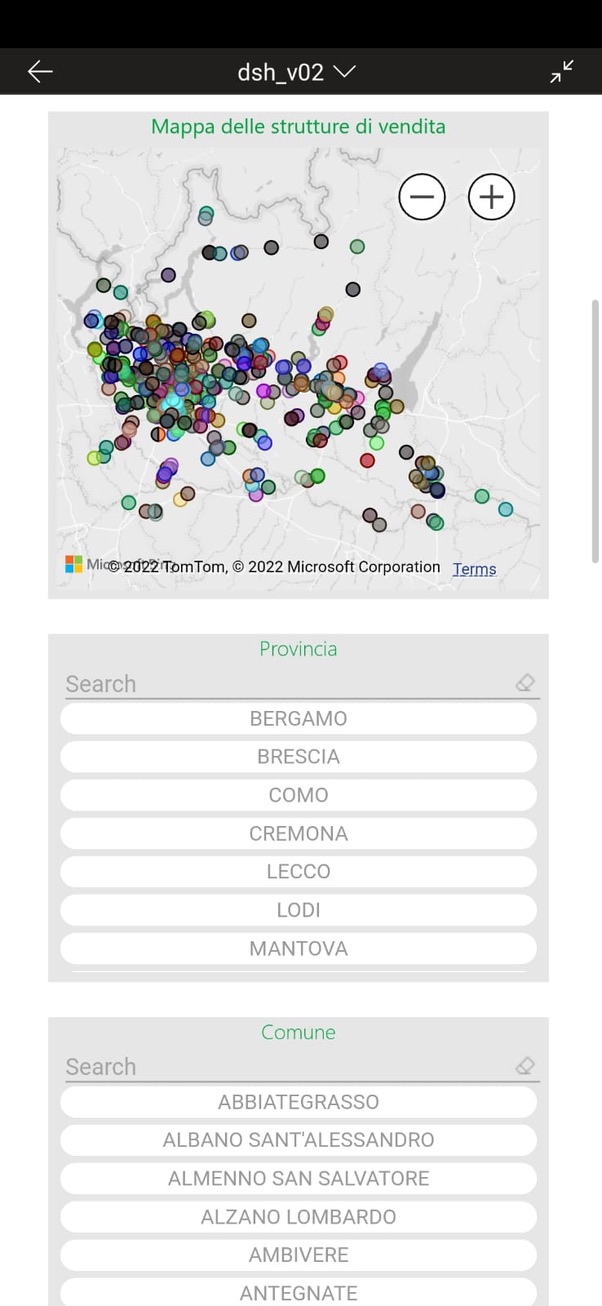 dsh_v02
Mappa delle strutture di vendita
© 2022 TomTom, © 2022 Microsoft Corporation Terms
Provincia
Search
BERGAMO
BRESCIA
COMO
CREMONA
LECCO
LODI
MANTOVA
Comune
Search
ABBIATEGRASSO
ALBANO SANT'ALESSANDRO
ALMENNO SAN SALVATORE
ALZANO LOMBARDO
AMBIVERE
ANTEGNATE